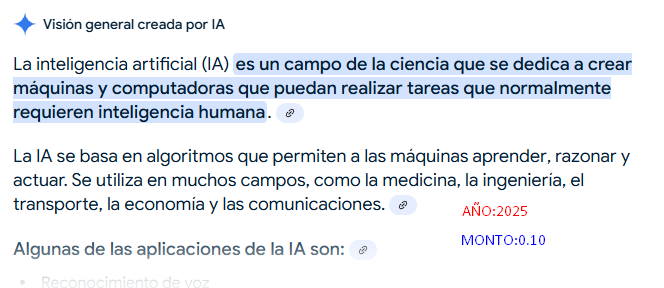 Visión general creada por IA
La inteligencia artificial (IA) es un campo de la ciencia que se dedica a crear
máquinas y computadoras que puedan realizar tareas que normalmente
requieren inteligencia humana.
La IA se basa en algoritmos que permiten a las máquinas aprender, razonar y
actuar. Se utiliza en muchos campos, como la medicina, la ingeniería, el
transporte, la economía y las comunicaciones.
AÑO:2025
MONTO:0.10
Algunas de las aplicaciones de la IA son:
• Reconocimiento de voz